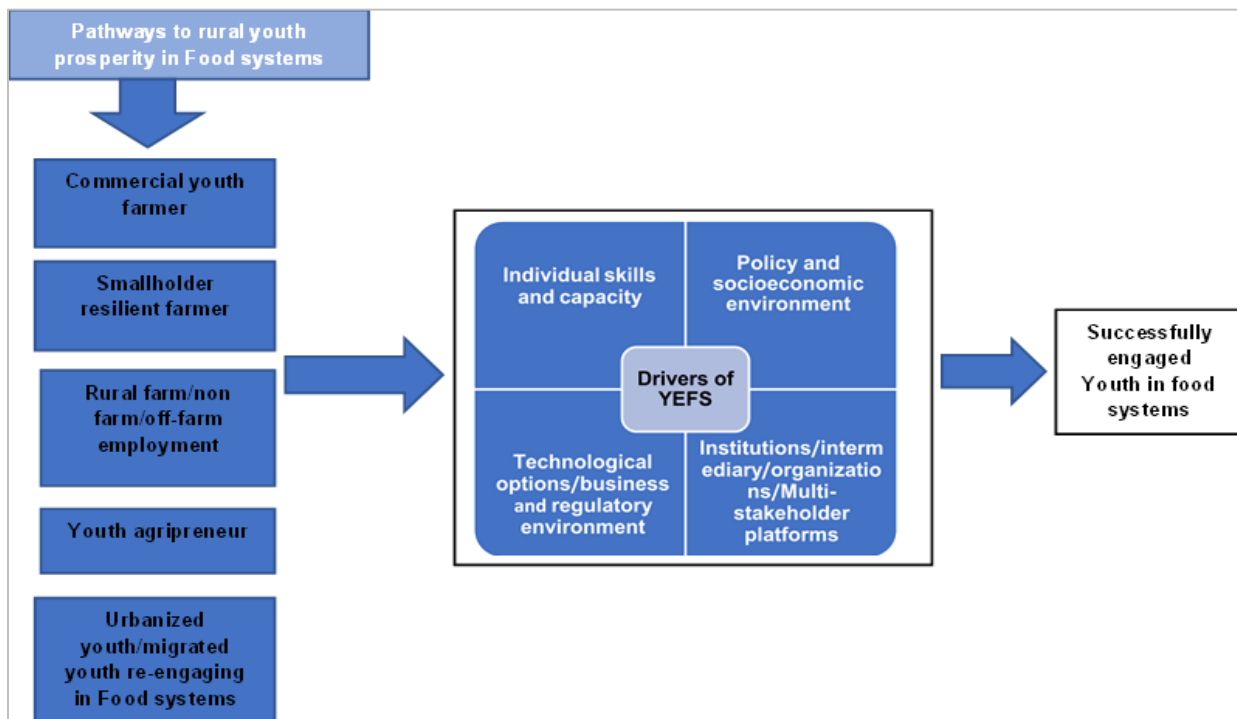 Pathways to rural youth
prosperity in Food systems
Commercial youth
farmer
Smallholder
resilient farmer
Rural farm/non
farm/off-farm
employment
Youth agripreneur
Urbanized
youth/migrated
youth re-engaging
in Food systems
Individual skills
and capacity
Policy and
socioeconomic
environment
Drivers of
YEFS
Technological
options/business
and regulatory
environment
Institutions/interm
ediary/organizatio
ns/Multi-
stakeholder
platforms
Successfully
engaged
Youth in food
systems